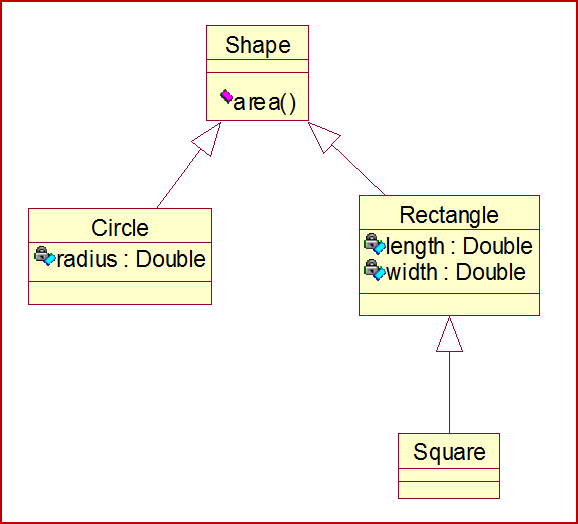 Shape
area()
Circle
radius : Double
Rectangle
length : Double
width : Double
Square